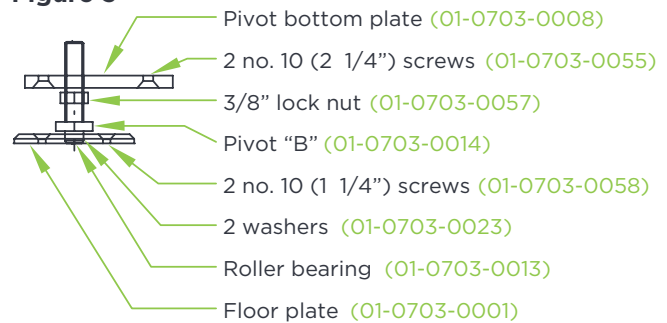 Pivot bottom plate (01-0703-0008)
2 no. 10 (2 1/4”) screws (01-0703-0055)
3/8” lock nut (01-0703-0057)
Pivot “B” (01-0703-0014)
2 no. 10 (1 1/4”) screws (01-0703-0058)
2 washers (01-0703-0023)
Roller bearing (01-0703-0013)
Floor plate (01-0703-0001)